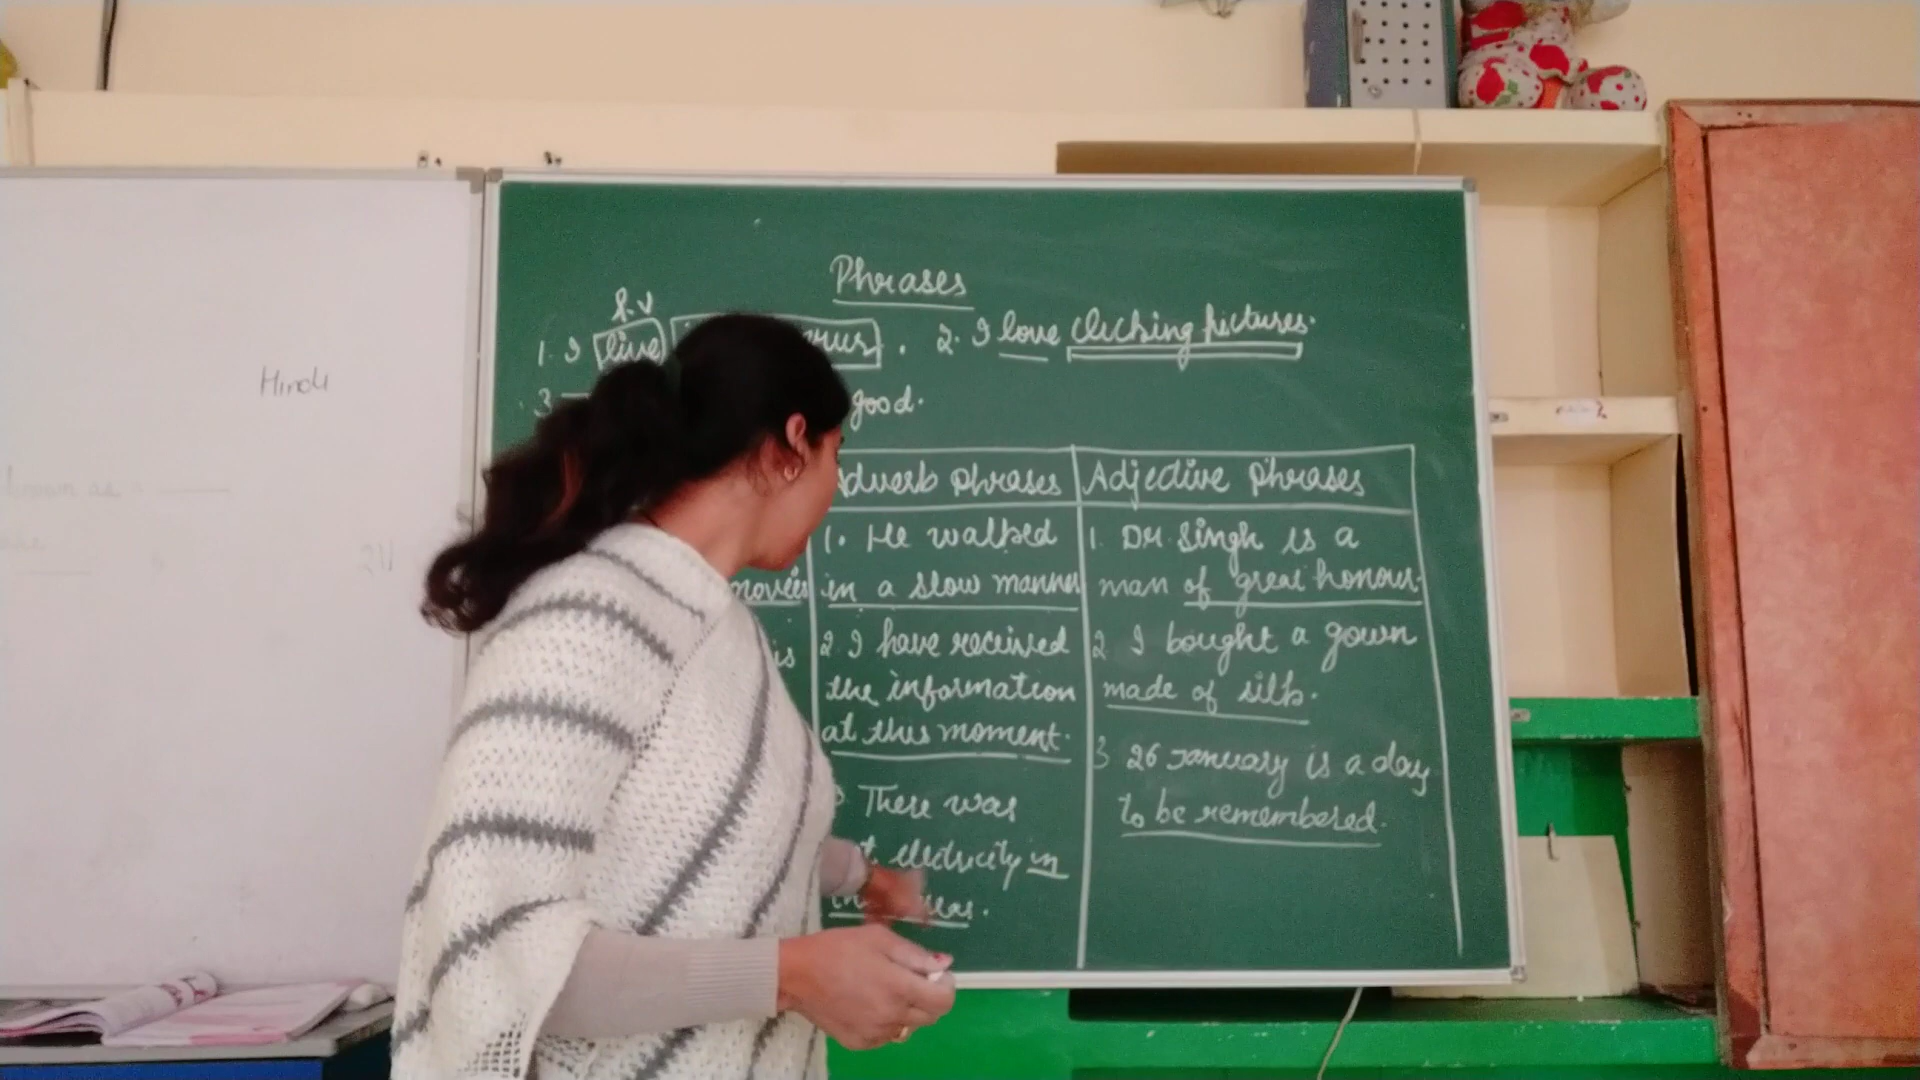 Phrases
f.v
1. I live 2. I love clicking pictures.
3 good.
Adverb phrases Adjective phrases
1. He walked
movies in a slow manner
is 2. I have received
the information
at this moment.
There was
electricity in
1. Dr. Singh is a
man of great honour.
2 I bought a gown
made of silk.
3 26 January is a day
to be remembered.
Hindi
known as -